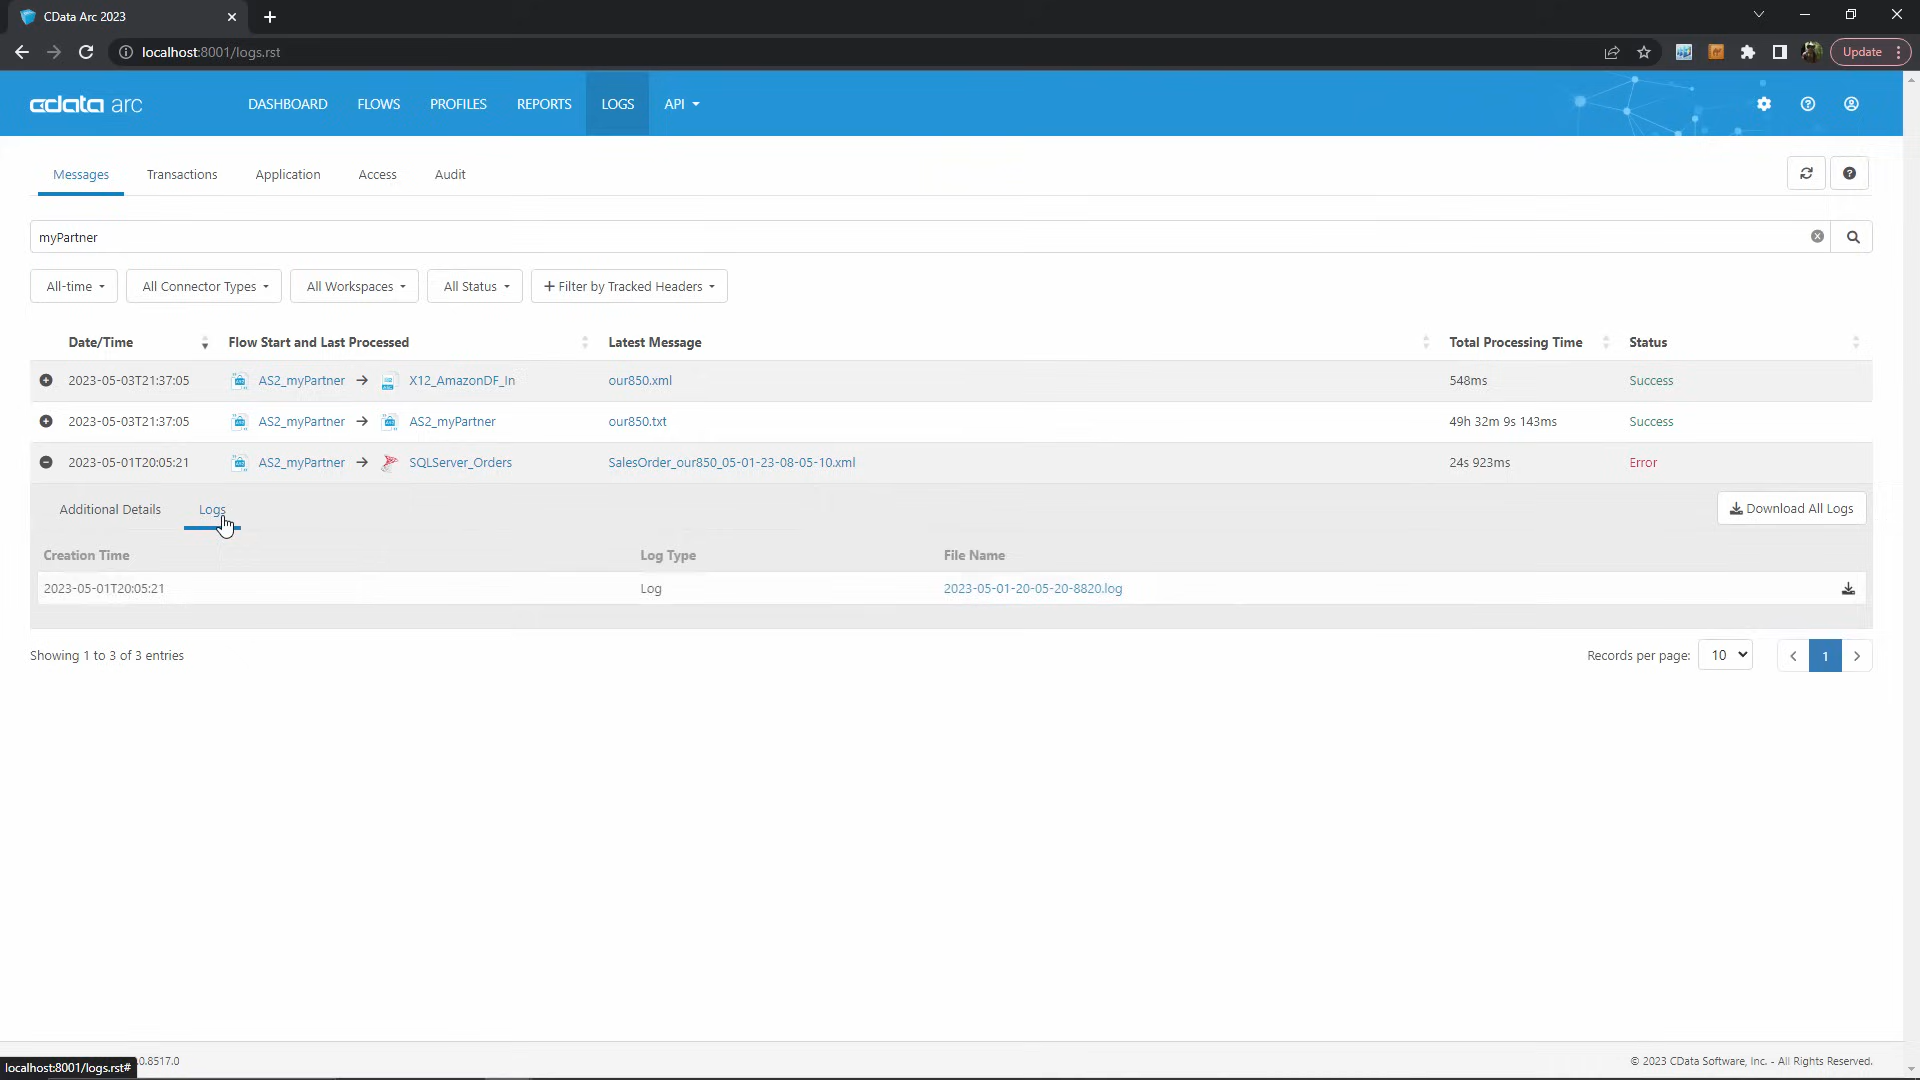 CData Arc 2023
localhost:8001/logs.rst
Update
cdata arc
DASHBOARD FLOWS PROFILES REPORTS LOGS API
Messages Transactions Application Access Audit
myPartner
All-time All Connector Types All Workspaces All Status + Filter by Tracked Headers
Date/Time Flow Start and Last Processed Latest Message Total Processing Time Status
2023-05-03T21:37:05 AS2_myPartner → X12_AmazonDF_In our850.xml 548ms Success
2023-05-03T21:37:05 AS2_myPartner → AS2_myPartner our850.txt 49h 32m 9s 143ms Success
2023-05-01T20:05:21 AS2_myPartner → SQLServer_Orders SalesOrder_our850_05-01-23-08-05-10.xml 24s 923ms Error
Additional Details Logs Download All Logs
Creation Time Log Type File Name
2023-05-01T20:05:21 Log 2023-05-01-20-05-20-8820.log
Showing 1 to 3 of 3 entries Records per page: 10 1
.0.8517.0 © 2023 CData Software, Inc. - All Rights Reserved.
localhost:8001/logs.rst#